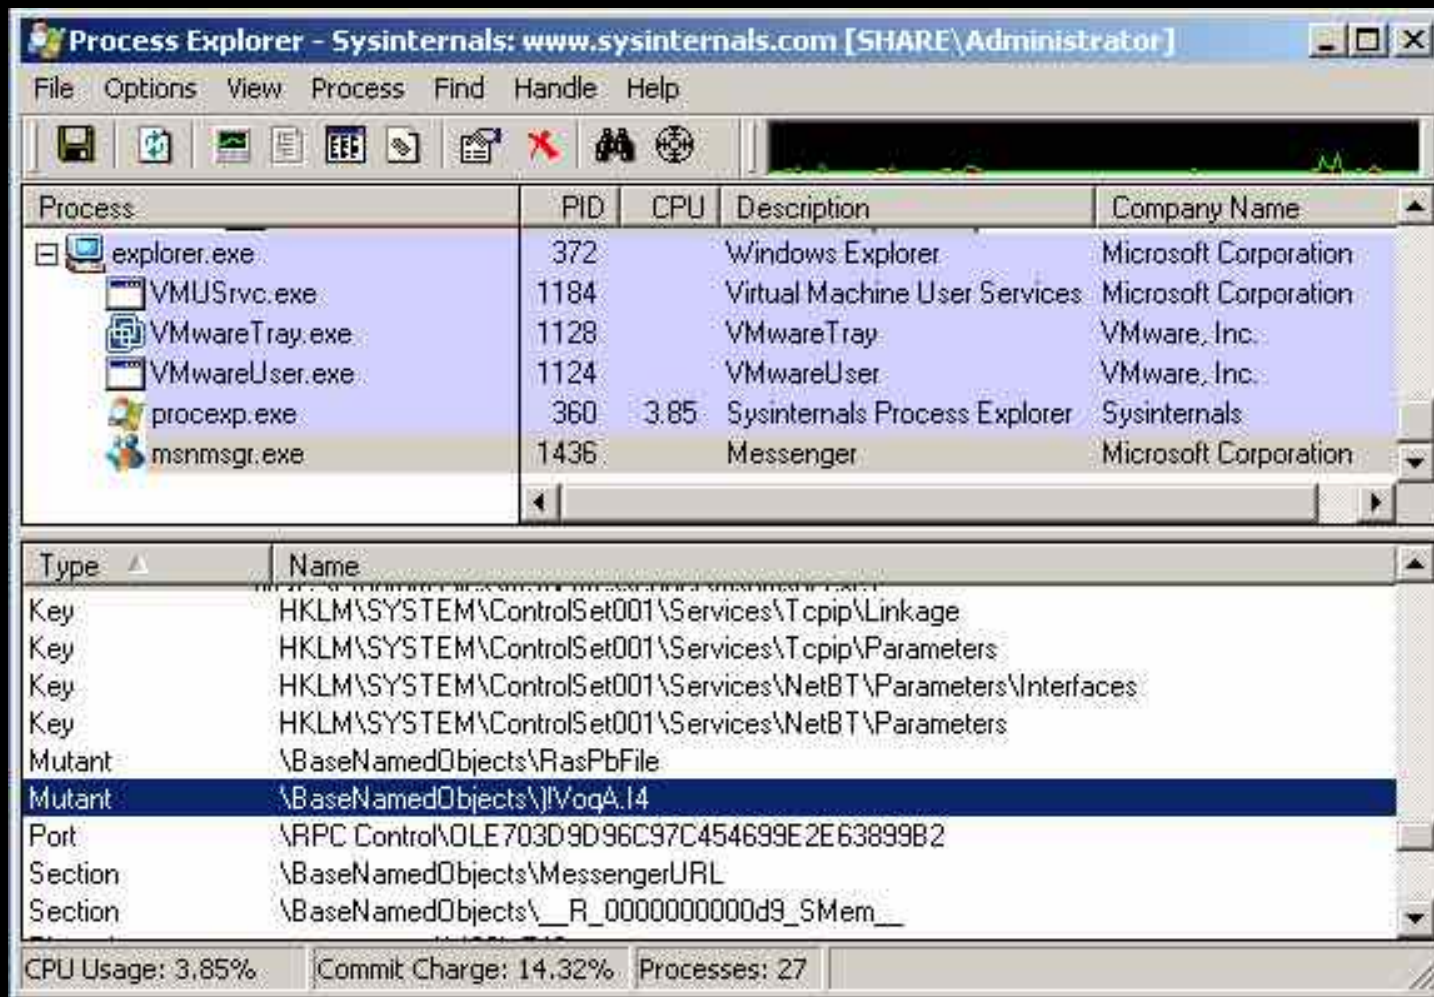 Process Explorer - Sysinternals: www.sysinternals.com [SHARE\Administrator]
File Options View Process Find Handle Help
Process PID CPU Description Company Name
explorer.exe 372 Windows Explorer Microsoft Corporation
VMUSrvc.exe 1184 Virtual Machine User Services Microsoft Corporation
VMwareTray.exe 1128 VMwareTray VMware, Inc.
VMwareUser.exe 1124 VMwareUser VMware, Inc.
procexp.exe 360 3.85 Sysinternals Process Explorer Sysinternals
msnmsgr.exe 1436 Messenger Microsoft Corporation
Type Name
Key HKLM\SYSTEM\ControlSet001\Services\Tcpip\Linkage
Key HKLM\SYSTEM\ControlSet001\Services\Tcpip\Parameters
Key HKLM\SYSTEM\ControlSet001\Services\NetBT\Parameters\Interfaces
Key HKLM\SYSTEM\ControlSet001\Services\NetBT\Parameters
Mutant \BaseNamedObjects\RasPbFile
Mutant \BaseNamedObjects\)!VoqA.I4
Port \RPC Control\OLE703D9D96C97C454699E2E63899B2
Section \BaseNamedObjects\MessengerURL
Section \BaseNamedObjects\__R_0000000000d9_SMem__
CPU Usage: 3.85% Commit Charge: 14.32% Processes: 27